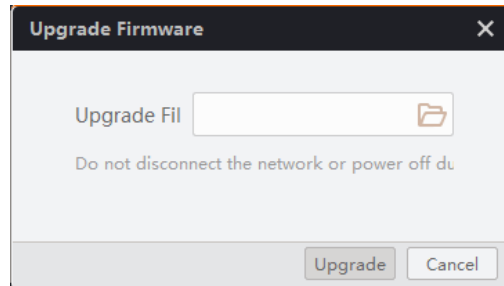 Upgrade Firmware
Upgrade Fil
Do not disconnect the network or power off du
Upgrade Cancel